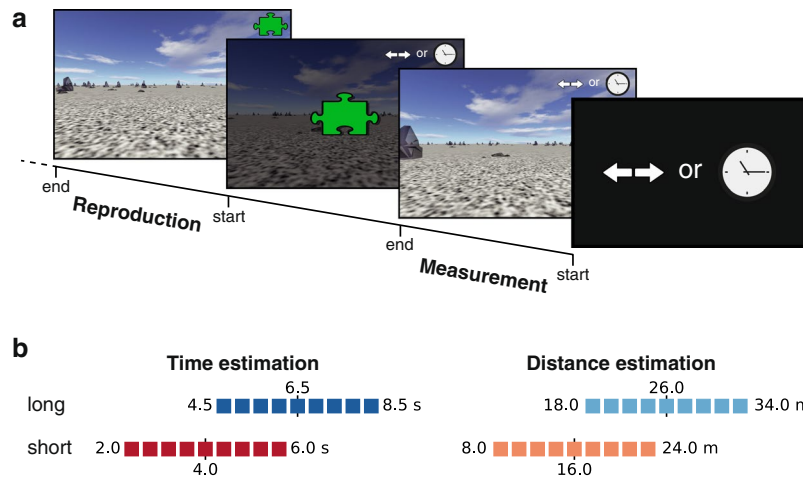 a
or
or
or
end
Reproduction
start
end
Measurement
start
b
Time estimation
Distance estimation
6.5
26.0
long
4.5
8.5 s
18.0
34.0 m
short
2.0
6.0 s
8.0
24.0 m
4.0
16.0